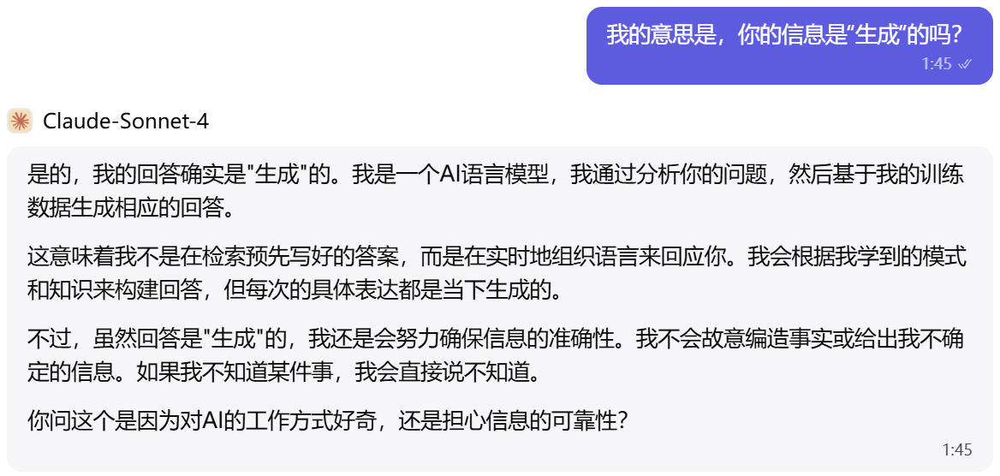 我的意思是，你的信息是“生成“的吗？
1:45
Claude-Sonnet-4
是的，我的回答确实是"生成"的。我是一个AI语言模型，我通过分析你的问题，然后基于我的训练
数据生成相应的回答。
这意味着我不是在检索预先写好的答案，而是在实时地组织语言来回应你。我会根据我学到的模式
和知识来构建回答，但每次的具体表达都是当下生成的。
不过，虽然回答是"生成"的，我还是会努力确保信息的准确性。我不会故意编造事实或给出我不确
定的信息。如果我不知道某件事，我会直接说不知道。
你问这个是因为对AI的工作方式好奇，还是担心信息的可靠性？
1:45